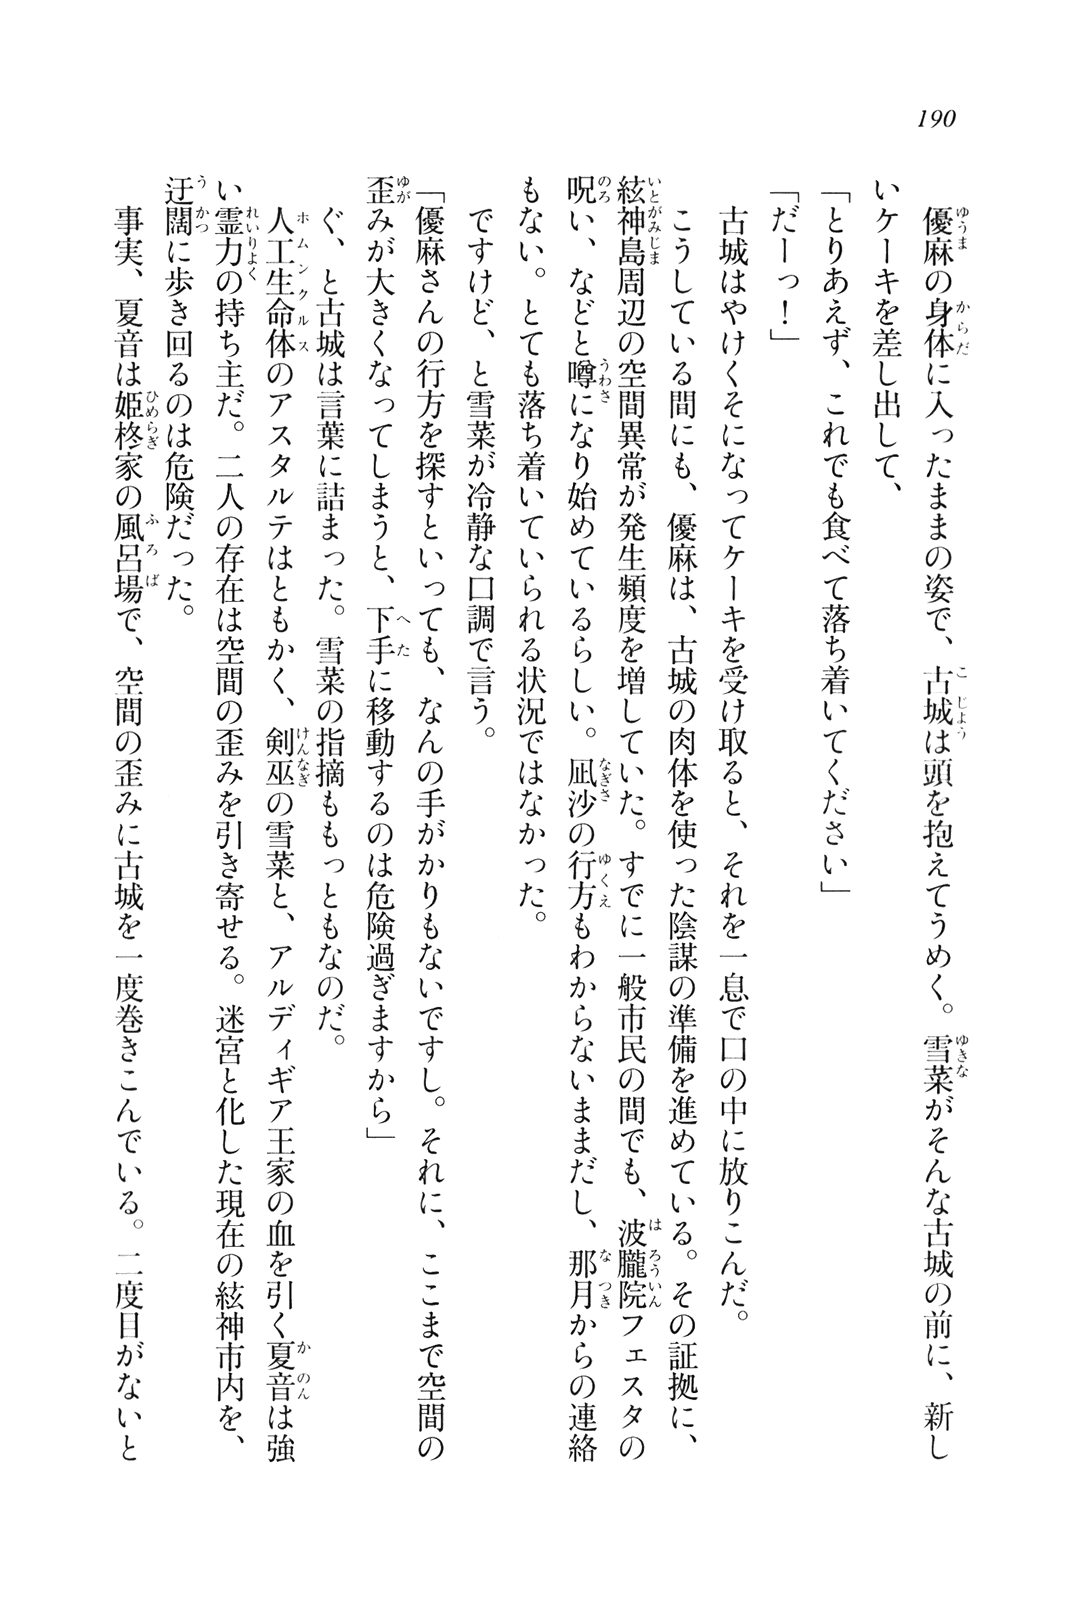 190
優麻の身体に入ったままの姿で、古城は頭を抱えてうめく。雪菜がそんな古城の前に、新し
いケーキを差し出して、
「とりあえず、これでも食べて落ち着いてください」
「だーっ！」
古城はやけくそになってケーキを受け取ると、それを一息で口の中に放りこんだ。
こうしている間にも、優麻は、古城の肉体を使った陰謀の準備を進めている。その証拠に、
絃神島周辺の空間異常が発生頻度を増していた。すでに一般市民の間でも、波朧院フェスタの
呪い、などと噂になり始めているらしい。凪沙の行方もわからないままだし、那月からの連絡
もない。とても落ち着いていられる状況ではなかった。
ですけど、と雪菜が冷静な口調で言う。
「優麻さんの行方を探すといっても、なんの手がかりもないですし。それに、ここまで空間の
歪みが大きくなってしまうと、下手に移動するのは危険過ぎますから」
ぐ、と古城は言葉に詰まった。雪菜の指摘ももっともなのだ。
人工生命体のアスタルテはともかく、剣巫の雪菜と、アルディギア王家の血を引く夏音は強
い霊力の持ち主だ。二人の存在は空間の歪みを引き寄せる。迷宮と化した現在の絃神市内を、
迂闊に歩き回るのは危険だった。
事実、夏音は姫柊家の風呂場で、空間の歪みに古城を一度巻きこんでいる。二度目がないと